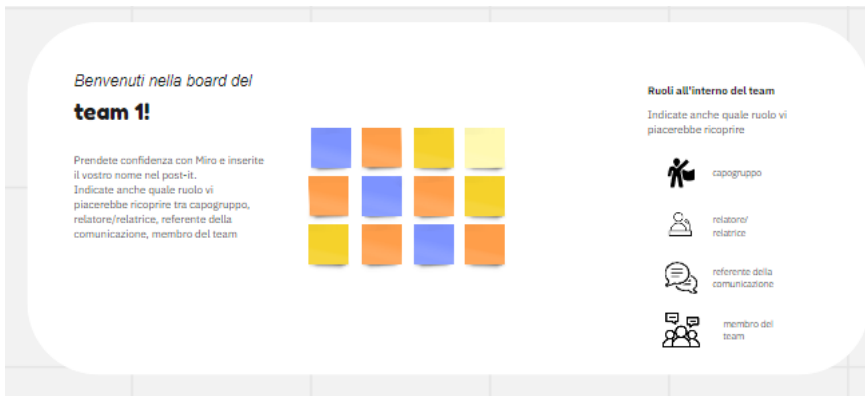 Benvenuti nella board del
team 1!
Prendete confidenza con Miro e inserite
il vostro nome nel post-it.
Indicate anche quale ruolo vi
piacerebbe ricoprire tra capogruppo,
relatore/relatrice, referente della
comunicazione, membro del team
Ruoli all'interno del team
Indicate anche quale ruolo vi
piacerebbe ricoprire
capogruppo
relatore/
relatrice
referente della
comunicazione
membro del
team